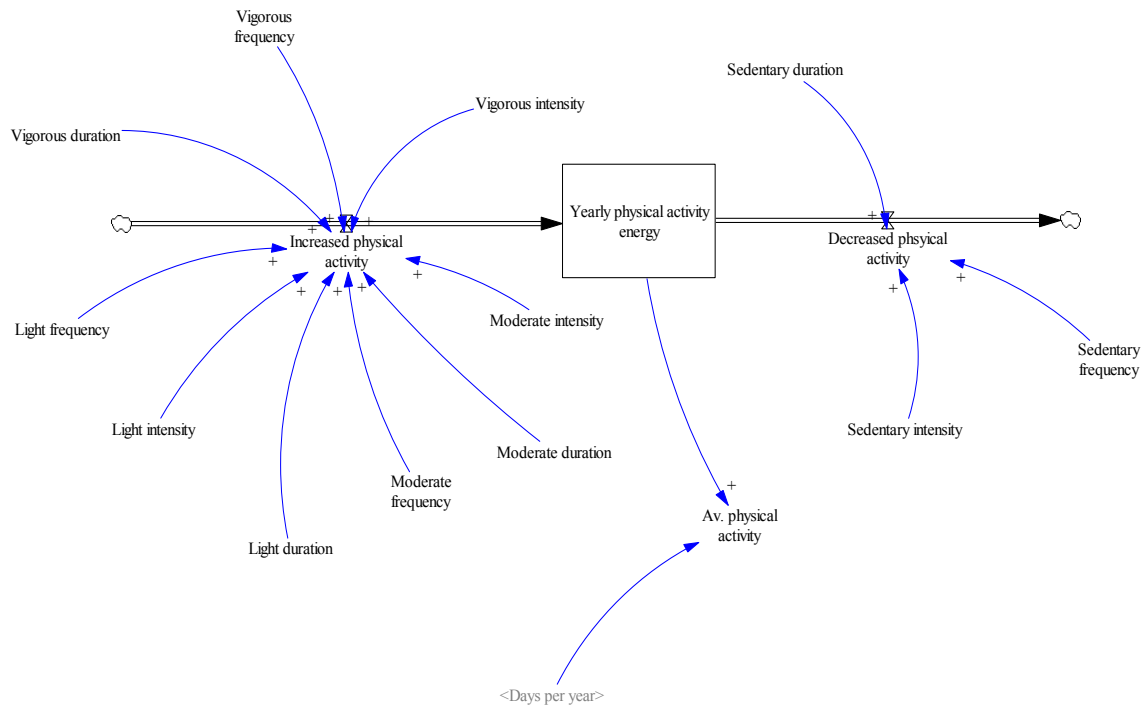 Vigorous
frequency
Sedentary duration
Vigorous intensity
Vigorous duration
Yearly physical activity
energy
+
+
+
+
Increased physical
activity
Decreased phsyical
activity
+
+
+
+
+
+
+
+
Light frequency
Moderate intensity
Sedentary
frequency
Light intensity
Sedentary intensity
Moderate duration
Moderate
frequency
+
Av. physical
activity
Light duration
<Days per year>